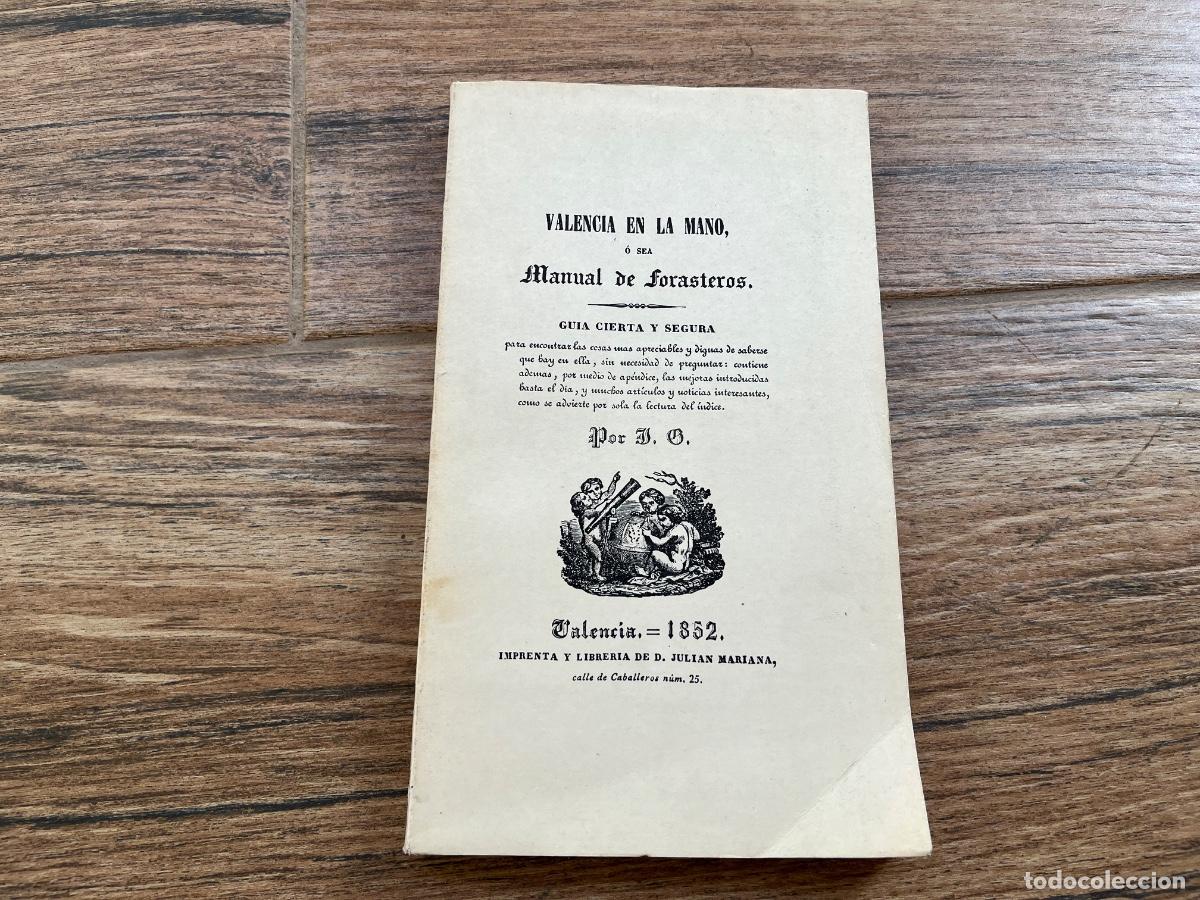 VALENCIA EN LA MANO,
ó SEA
Manual de Forasteros.
GUIA CIERTA Y SEGURA
para encontrar las cosas mas apreciables y dignas de saberse
que hay en ella, sin necesidad de preguntar: contiene
ademas, por medio de apéndice, las mejoras introducidas
hasta el dia, y muchos artículos y noticias interesantes,
como se advierte por sola la lectura del índice.
Por J. G.
Valencia. = 1852.
IMPRENTA Y LIBRERIA DE D. JULIAN MARIANA,
calle de Caballeros núm. 25.
todocoleccion